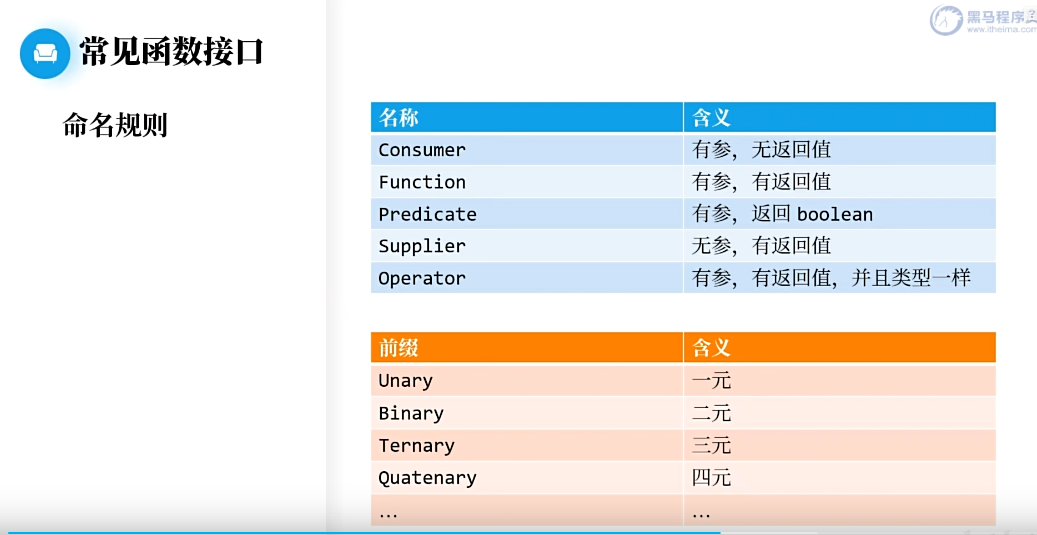 黑马程序员
www.itheima.com
常见函数接口
命名规则
名称 含义
Consumer 有参，无返回值
Function 有参，有返回值
Predicate 有参，返回 boolean
Supplier 无参，有返回值
Operator 有参，有返回值，并且类型一样
前缀 含义
Unary 一元
Binary 二元
Ternary 三元
Quatenary 四元
… …